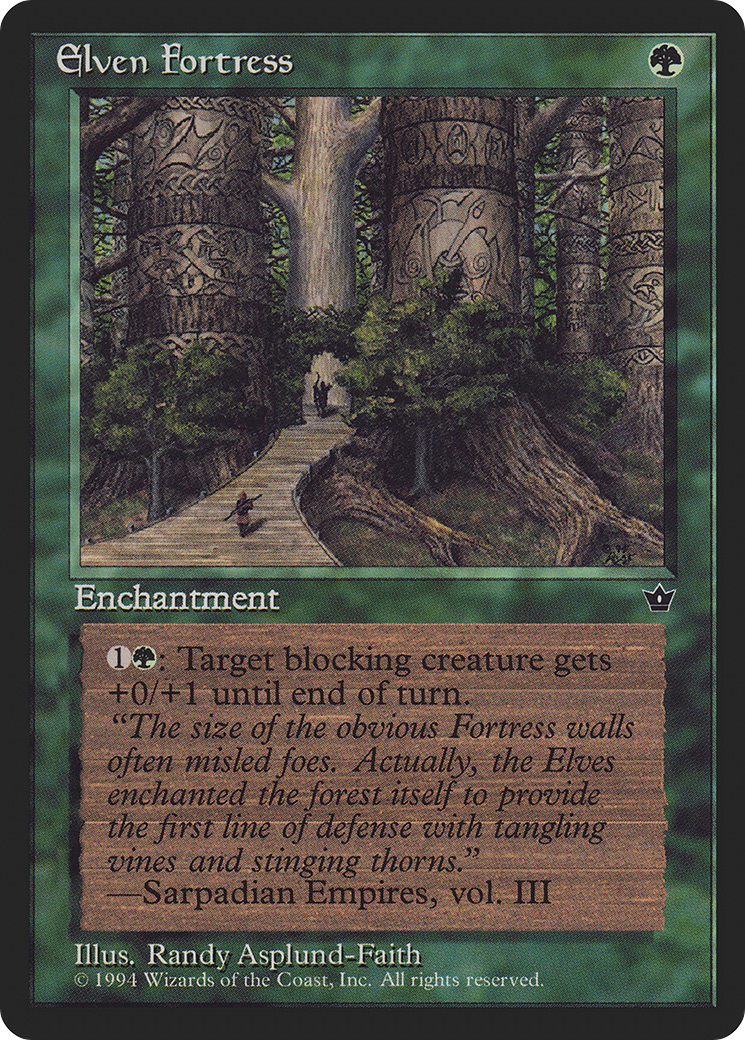 Elven Fortress
Enchantment
1: Target blocking creature gets
+0/+1 until end of turn.
“The size of the obvious Fortress walls
often misled foes. Actually, the Elves
enchanted the forest itself to provide
the first line of defense with tangling
vines and stinging thorns.”
—Sarpadian Empires, vol. III
Illus. Randy Asplund-Faith
© 1994 Wizards of the Coast, Inc. All rights reserved.